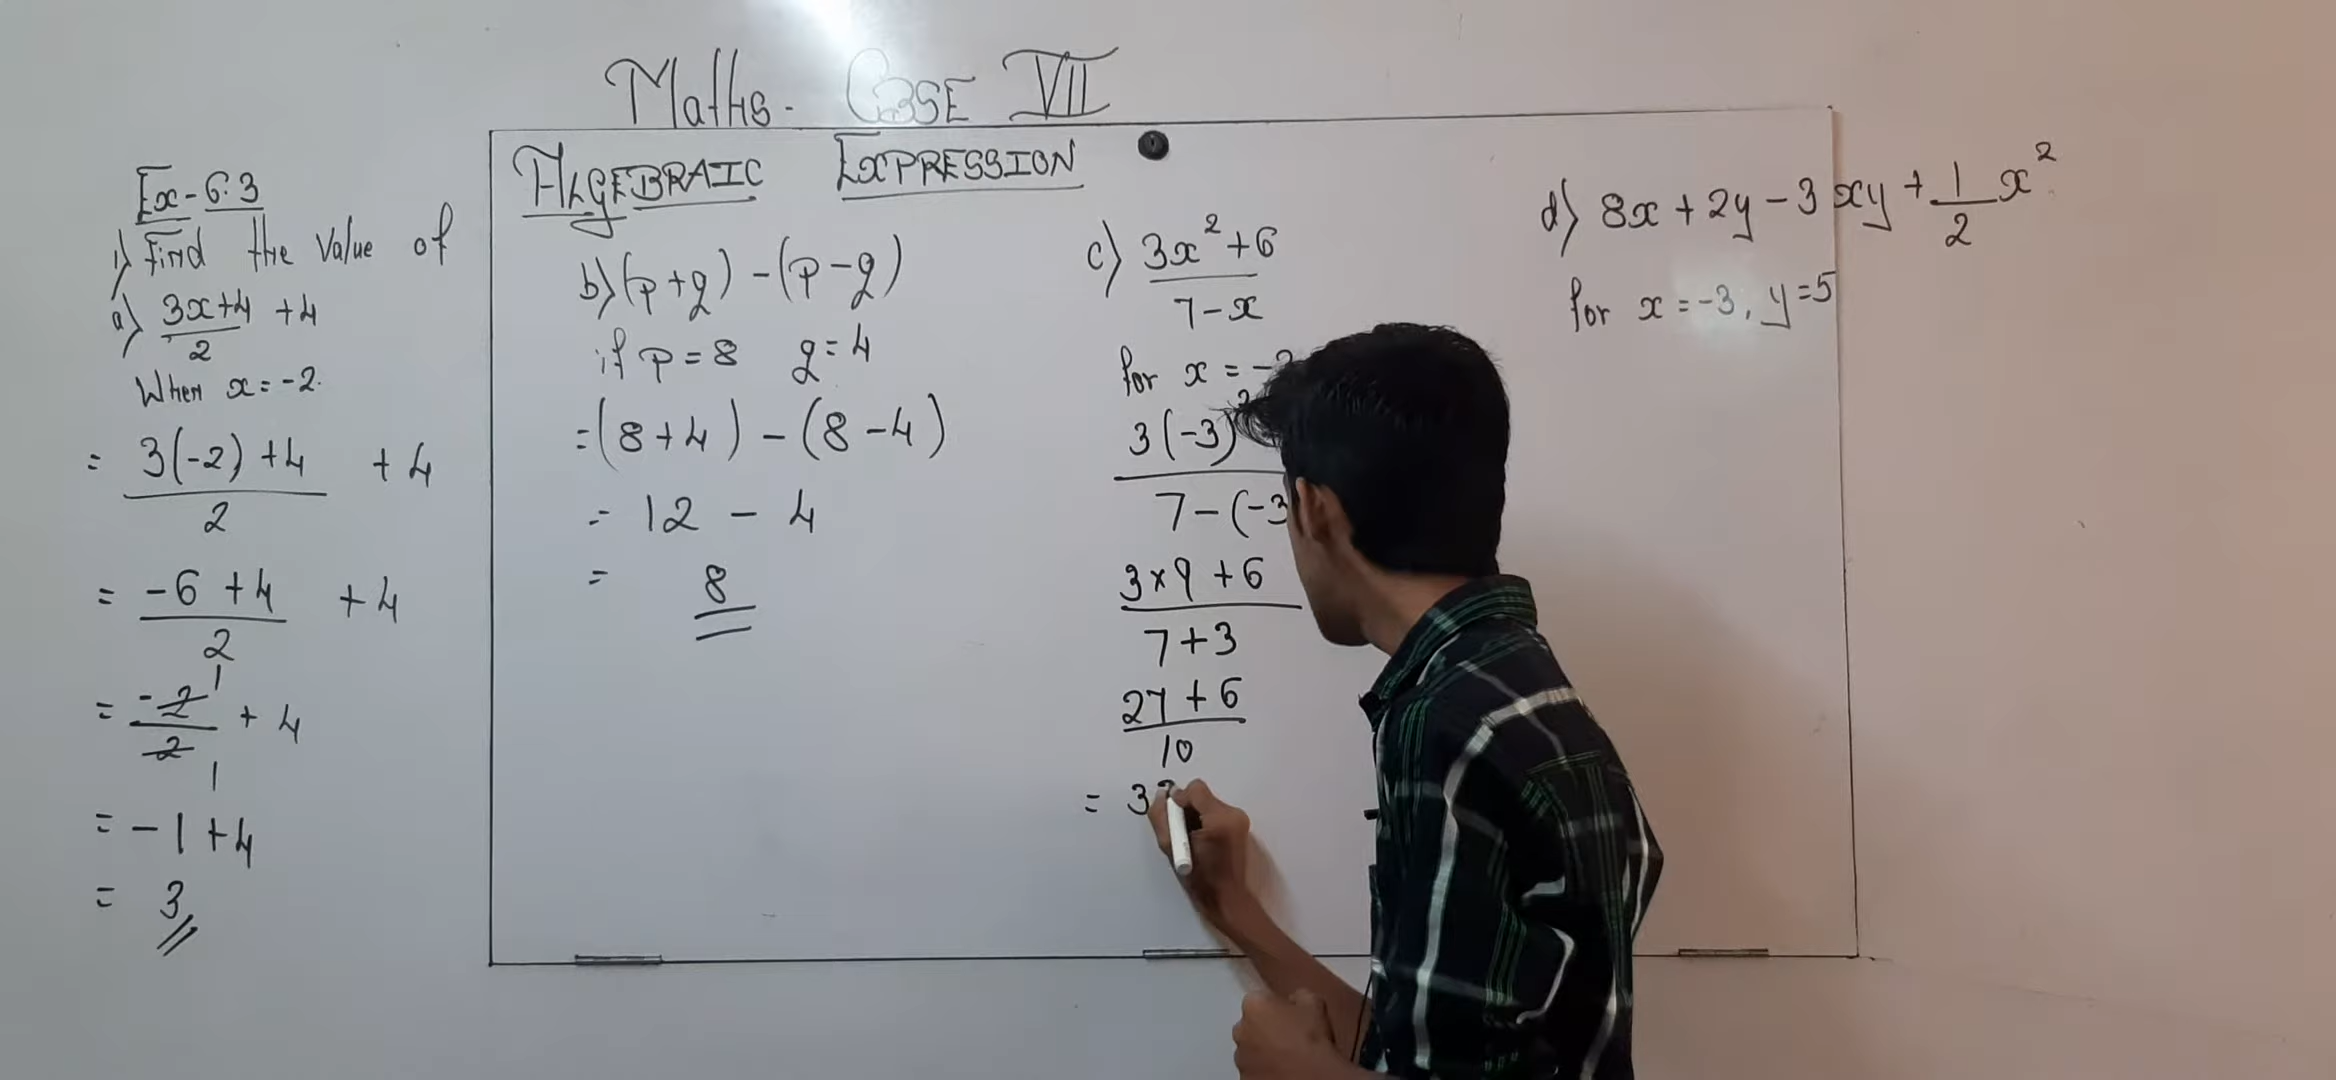 Maths - CBSE VII
ALGEBRAIC EXPRESSION
Ex-6.3
1) Find the Value of
a) 3x+4/2 + 4
When x = -2.
= 3(-2) + 4/2 + 4
= -6 + 4/2 + 4
= -2/2 + 4
1
1
= -1 + 4
= 3
b) (p+q) - (p-q)
if p = 8 q = 4
= (8+4) - (8-4)
= 12 - 4
= 8
c) 3x²+6/7-x
for x = -
3(-3)²
7-(-3
3×9+6/7+3
27+6/10
= 3
d) 8x + 2y - 3xy + 1/2 x²
for x = -3, y = 5